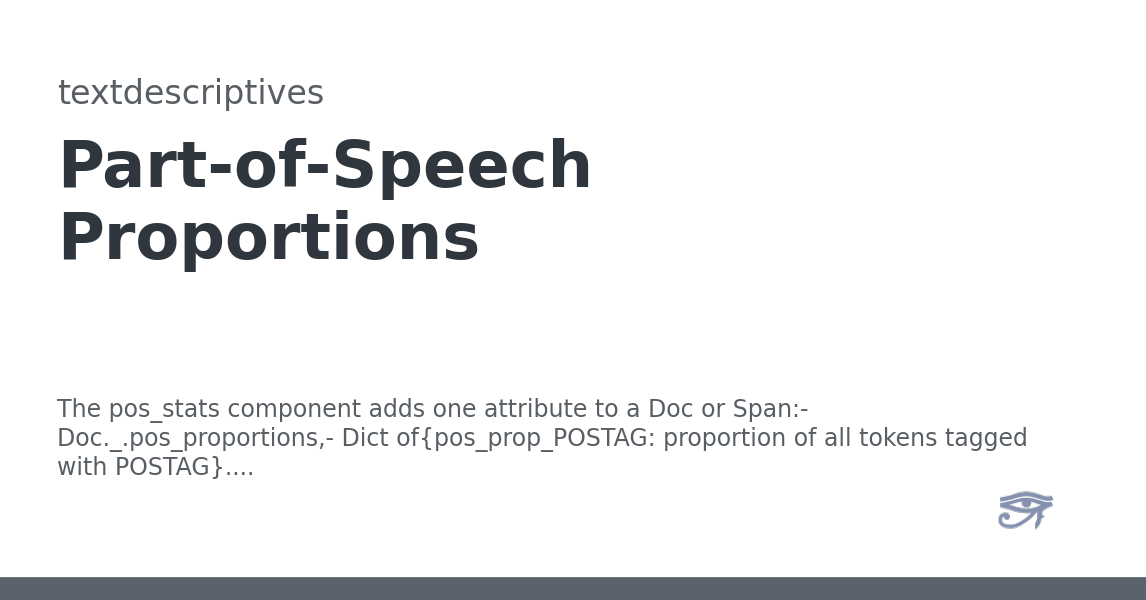 textdescriptives
Part-of-Speech
Proportions
The pos_stats component adds one attribute to a Doc or Span:-
Doc._.pos_proportions,- Dict of{pos_prop_POSTAG: proportion of all tokens tagged
with POSTAG}....